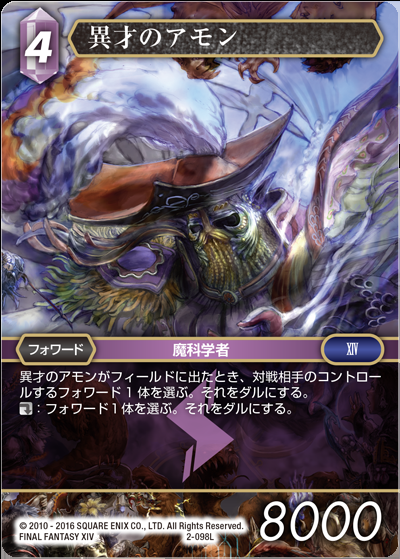 4
異才のアモン
フォワード
魔科学者
XIV
異才のアモンがフィールドに出たとき、対戦相手のコントロー
ルするフォワード1体を選ぶ。それをダルにする。
：フォワード1体を選ぶ。それをダルにする。
© 2010 - 2016 SQUARE ENIX CO., LTD. All Rights Reserved.
FINAL FANTASY XIV
2-098L
8000